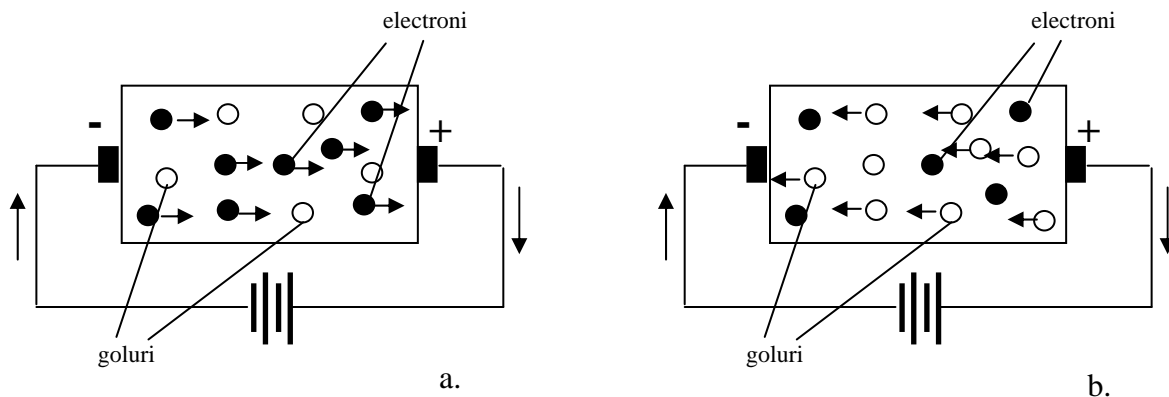 electroni
- +
goluri
a.
electroni
- +
goluri
b.